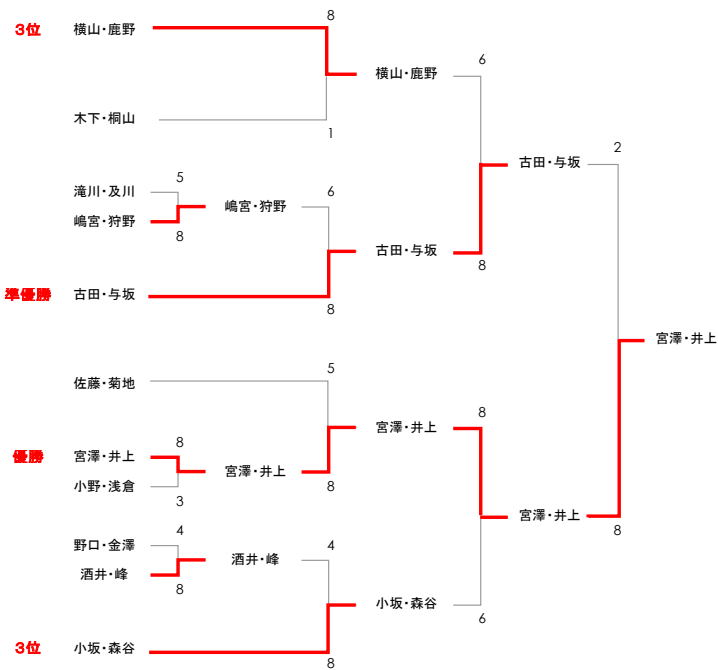 8
3位 横山・鹿野
6
横山・鹿野
木下・桐山
1
2
古田・与坂
5
滝川・及川
6
嶋宮・狩野
嶋宮・狩野
8
古田・与坂
8
準優勝 古田・与坂
8
宮澤・井上
5
佐藤・菊地
8
宮澤・井上
8
優勝 宮澤・井上
宮澤・井上
小野・浅倉
8
3
宮澤・井上
8
4
野口・金澤
4
酒井・峰
酒井・峰
8
小坂・森谷
6
3位 小坂・森谷
8